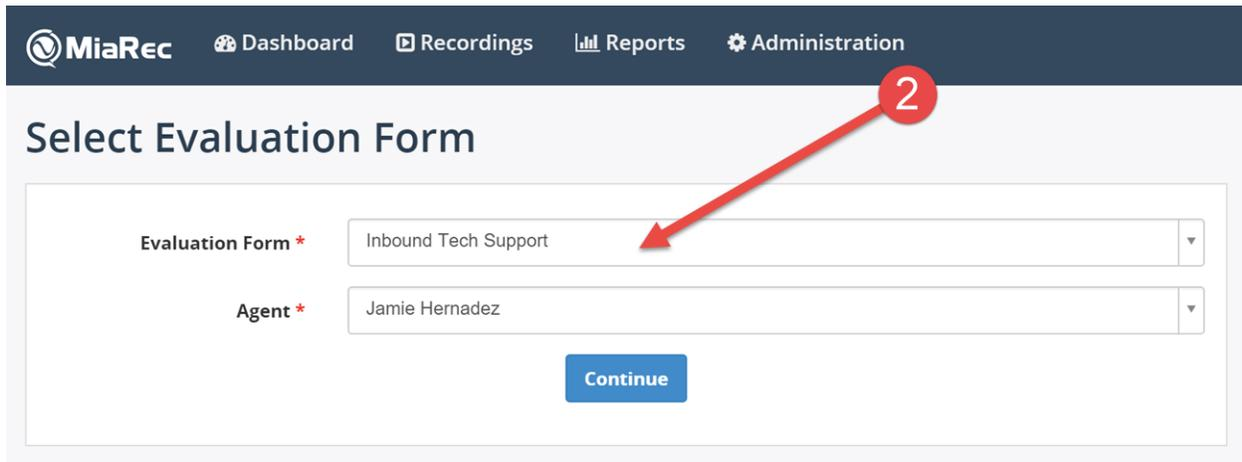 MiaRec Dashboard Recordings Reports Administration
2
Select Evaluation Form
Evaluation Form * Inbound Tech Support
Agent * Jamie Hernadez
Continue